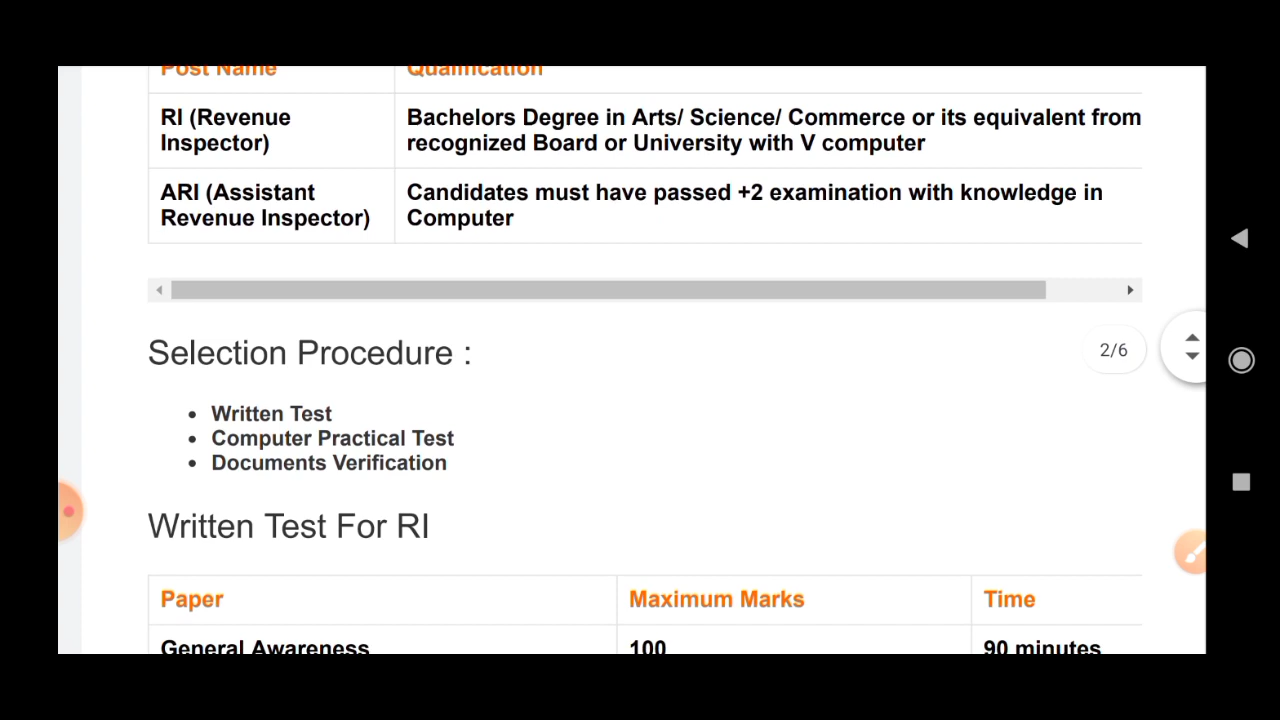 Post Name Qualification
RI (Revenue Inspector) Bachelors Degree in Arts/ Science/ Commerce or its equivalent from
recognized Board or University with V computer
ARI (Assistant Revenue Inspector) Candidates must have passed +2 examination with knowledge in
Computer
Selection Procedure :
2/6
Written Test
Computer Practical Test
Documents Verification
Written Test For RI
Paper Maximum Marks Time
General Awareness 100 90 minutes